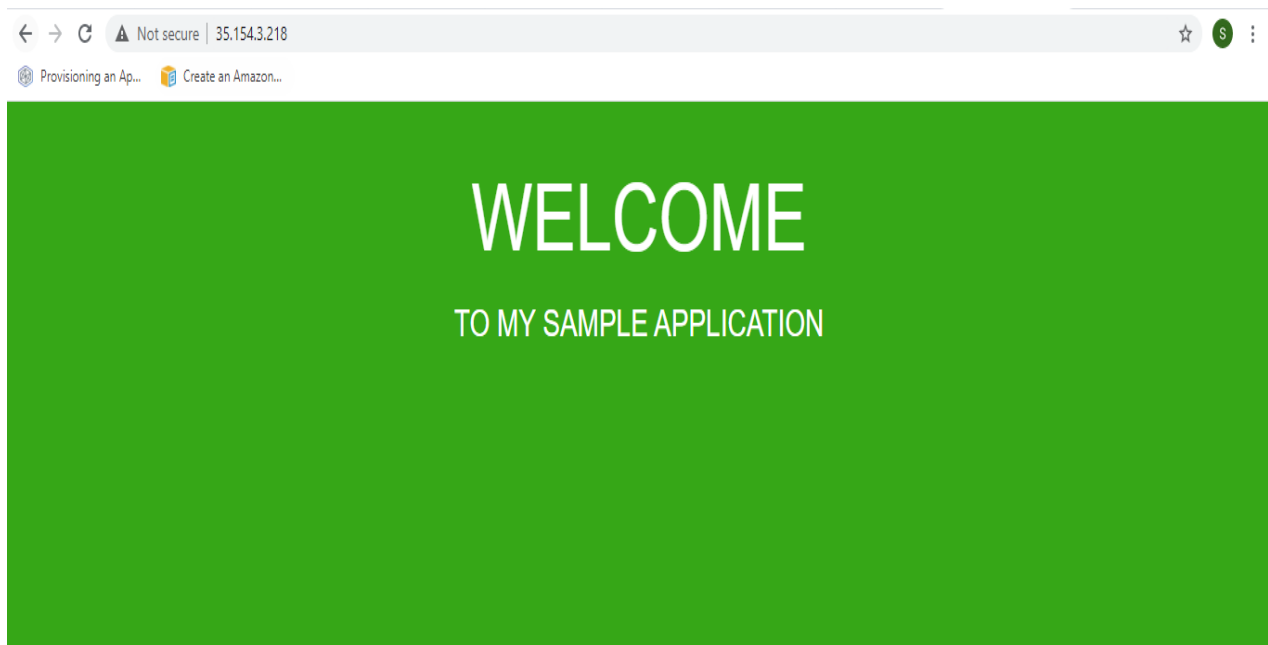 Not secure | 35.154.3.218
S
Provisioning an Ap... Create an Amazon...
WELCOME
TO MY SAMPLE APPLICATION